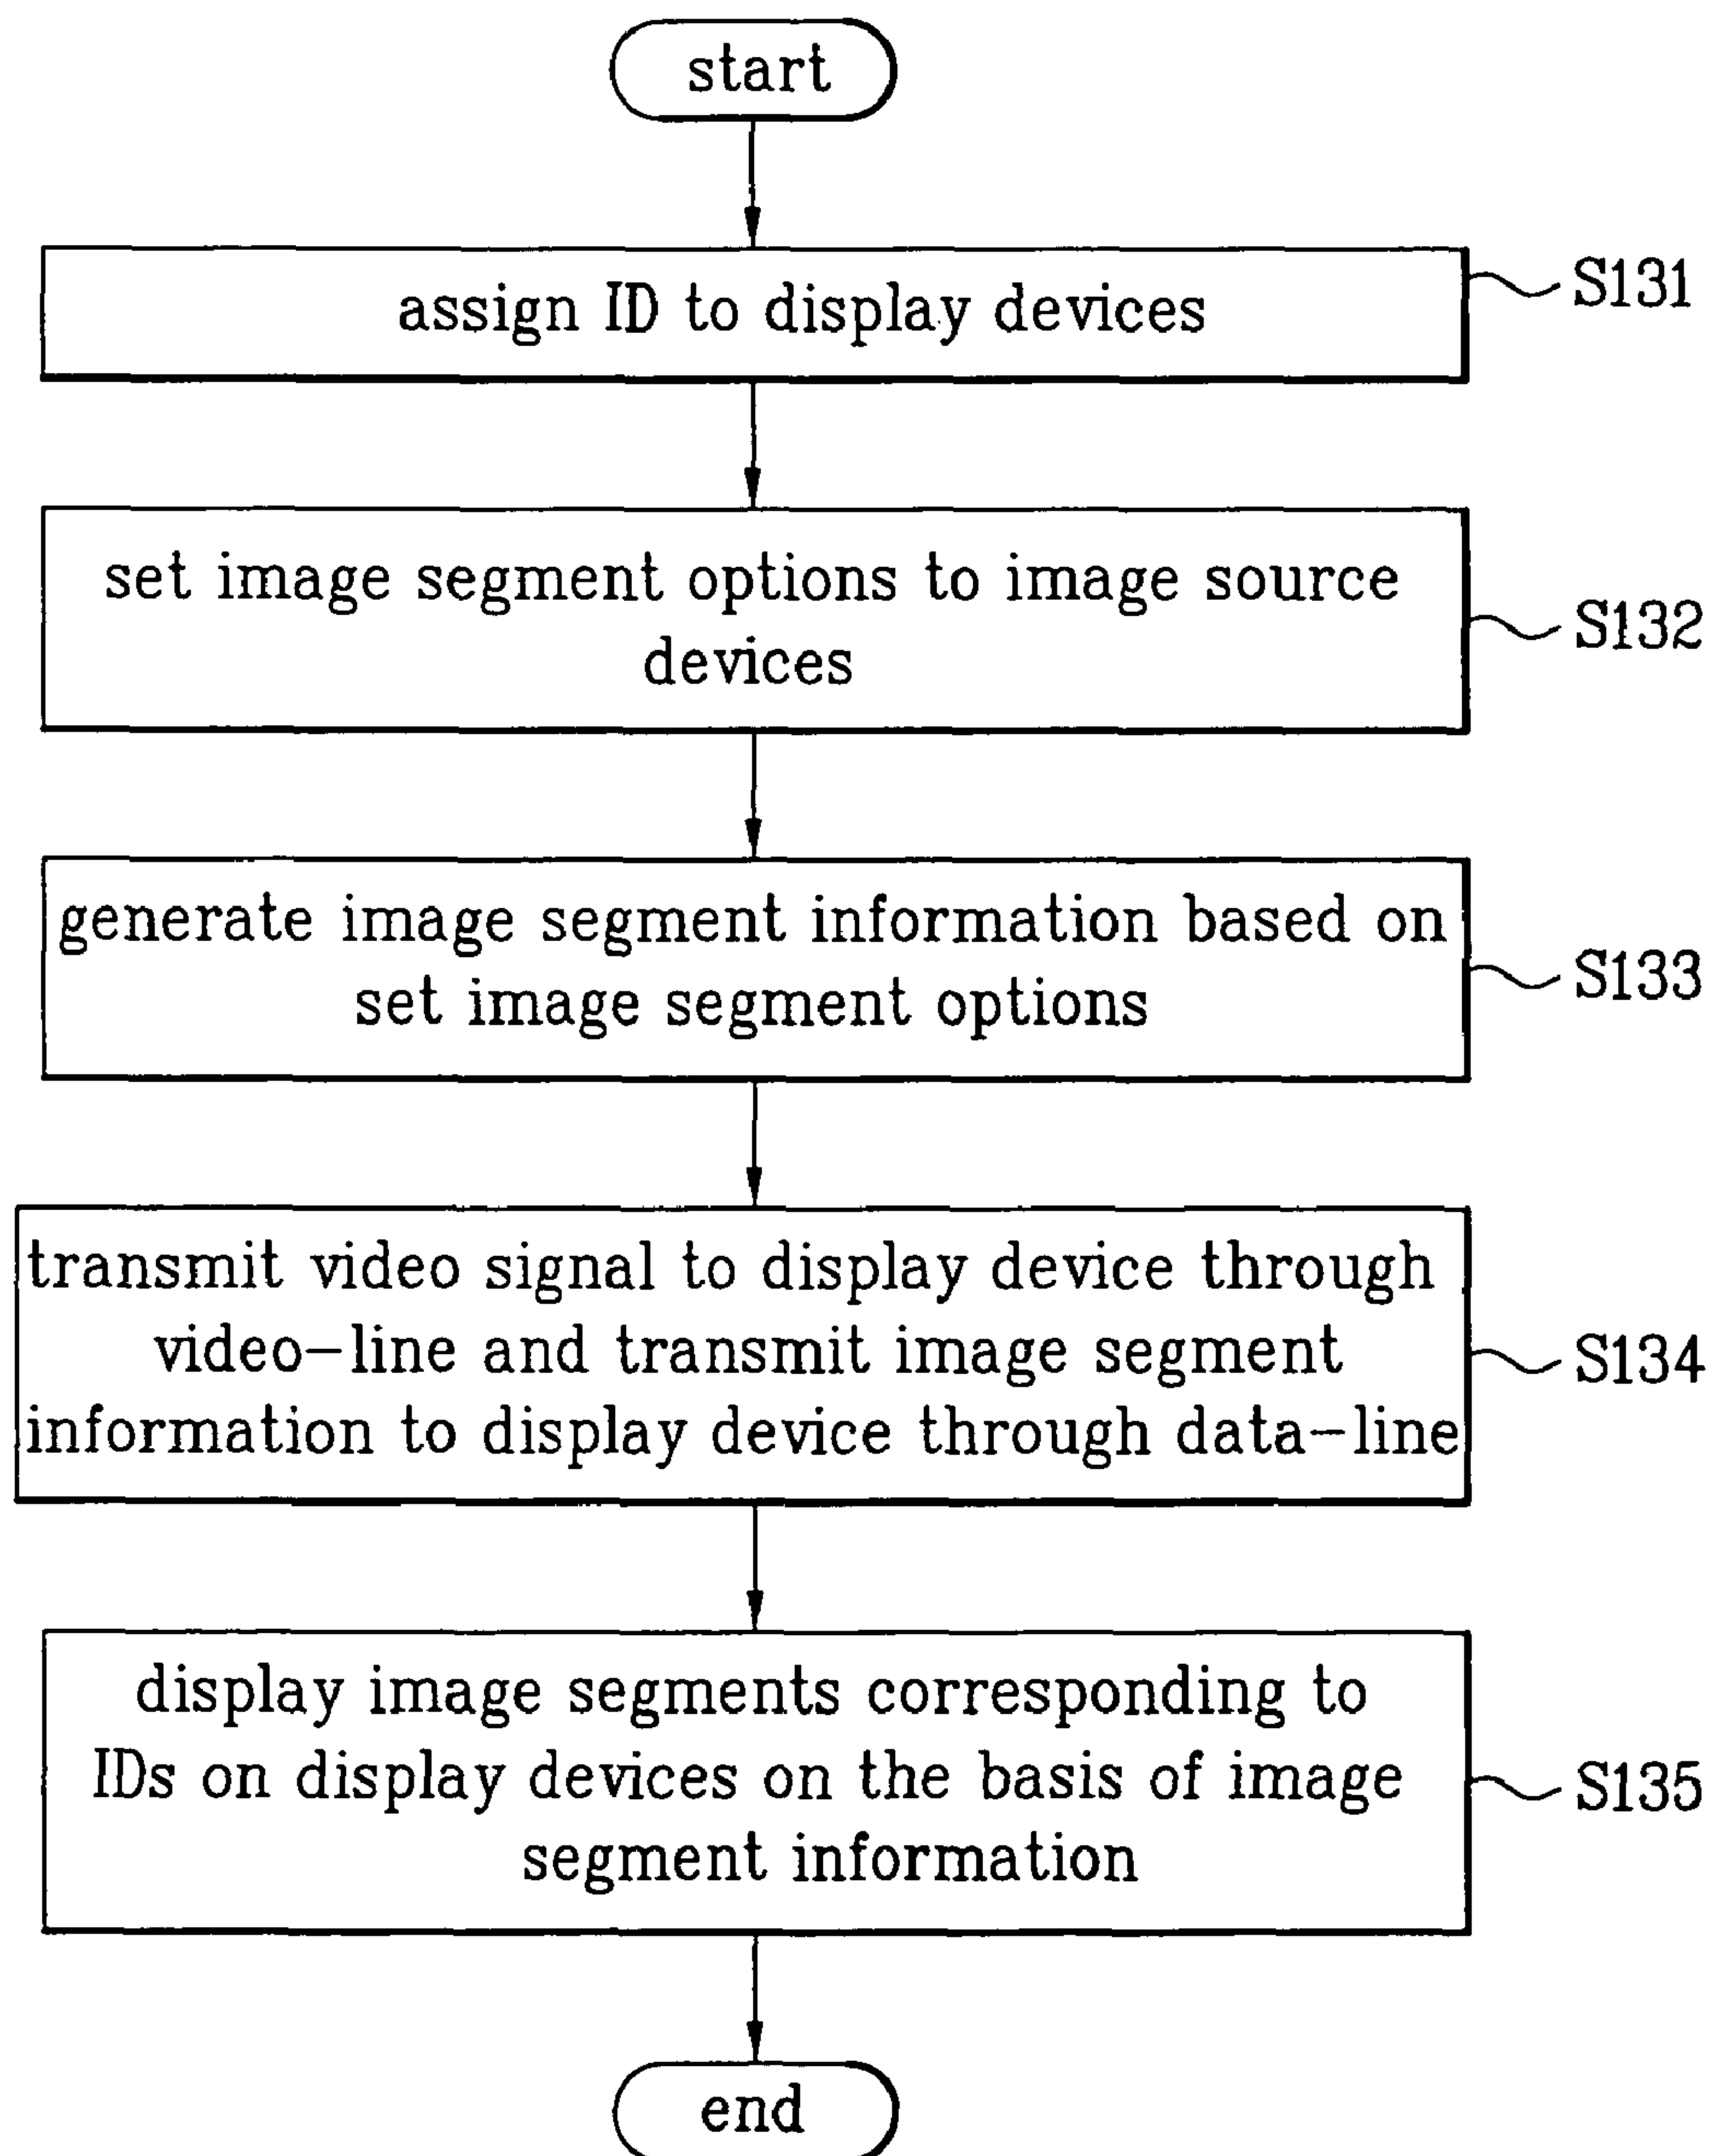 start
assign ID to display devices
S131
set image segment options to image source
devices
S132
generate image segment information based on
set image segment options
S133
transmit video signal to display device through
video-line and transmit image segment
information to display device through data-line
S134
display image segments corresponding to
IDs on display devices on the basis of image
segment information
S135
end